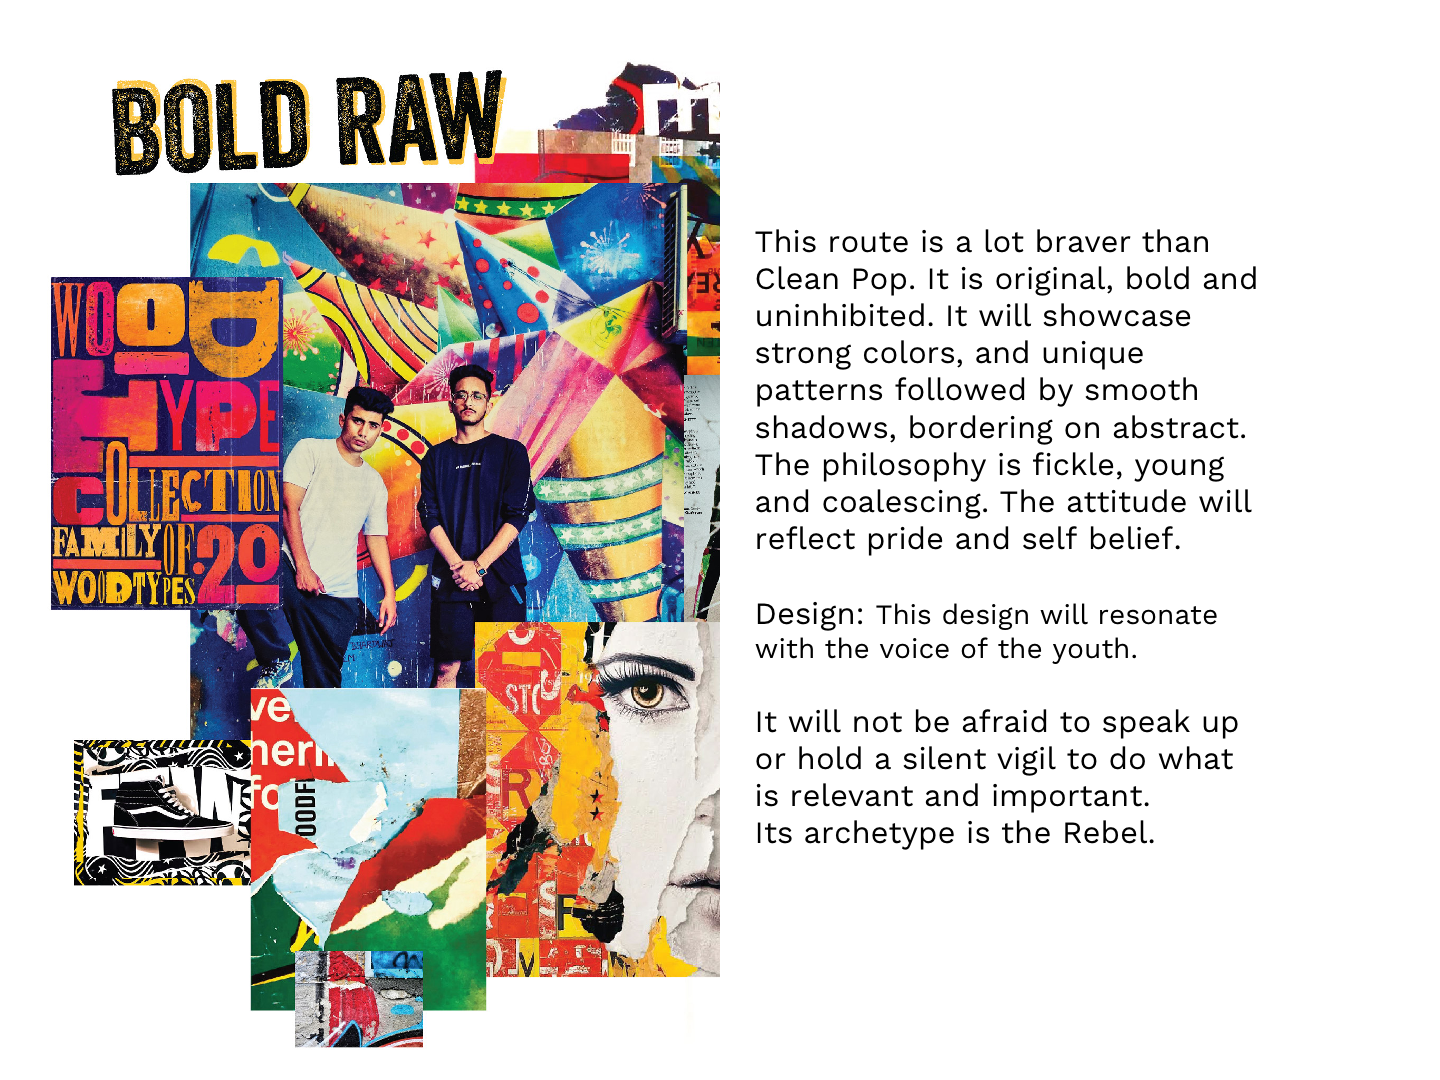 BOLD RAW
WOOD
TYPE
COLLECTION
FAMILY OF
WOODTYPES 20
ver
hern
fo
OODF
STO
R
S
F
This route is a lot braver than
Clean Pop. It is original, bold and
uninhibited. It will showcase
strong colors, and unique
patterns followed by smooth
shadows, bordering on abstract.
The philosophy is fickle, young
and coalescing. The attitude will
reflect pride and self belief.
Design: This design will resonate
with the voice of the youth.
It will not be afraid to speak up
or hold a silent vigil to do what
is relevant and important.
Its archetype is the Rebel.